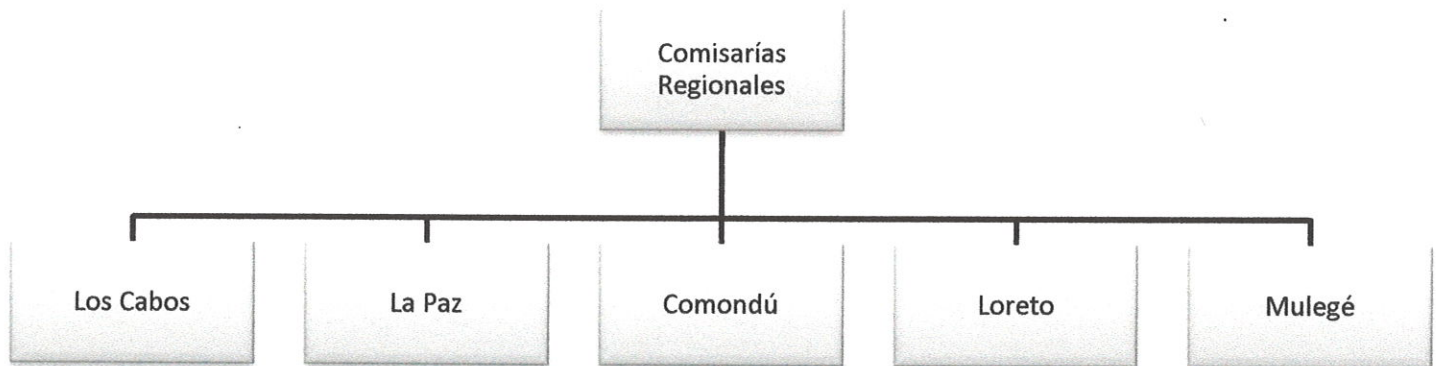 Comisarías
Regionales
Los Cabos
La Paz
Comondú
Loreto
Mulegé